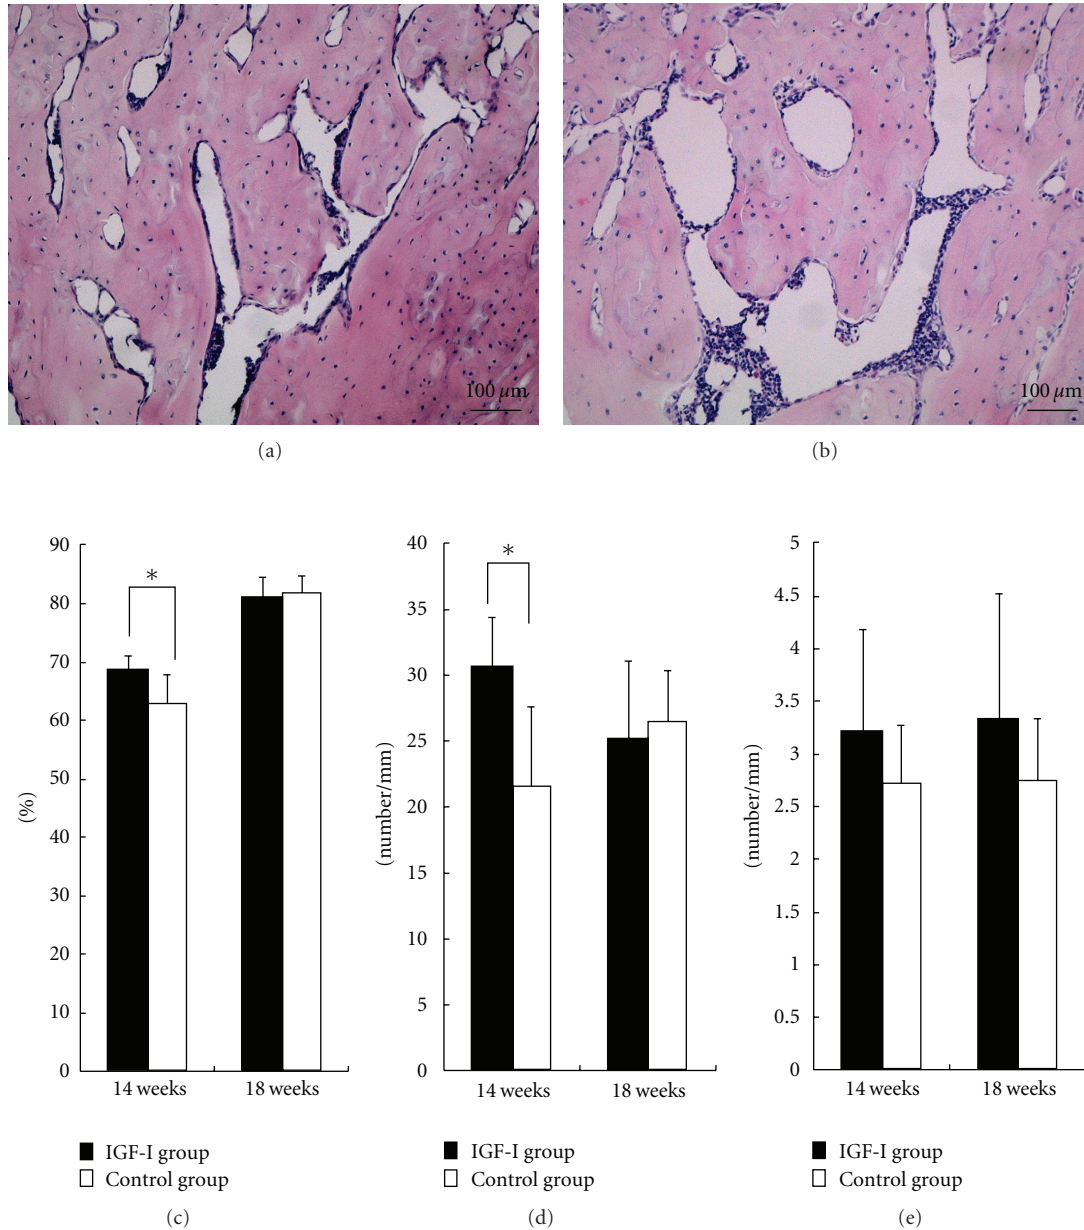 100 µm
100 µm
(a)
(b)
90
80
70
60
50
40
30
20
10
0
(%)
*
14 weeks
18 weeks
IGF-I group
Control group
(c)
40
35
30
25
20
15
10
5
0
(number/mm)
*
14 weeks
18 weeks
IGF-I group
Control group
(d)
5
4.5
4
3.5
3
2.5
2
1.5
1
0.5
0
(number/mm)
14 weeks
18 weeks
IGF-I group
Control group
(e)